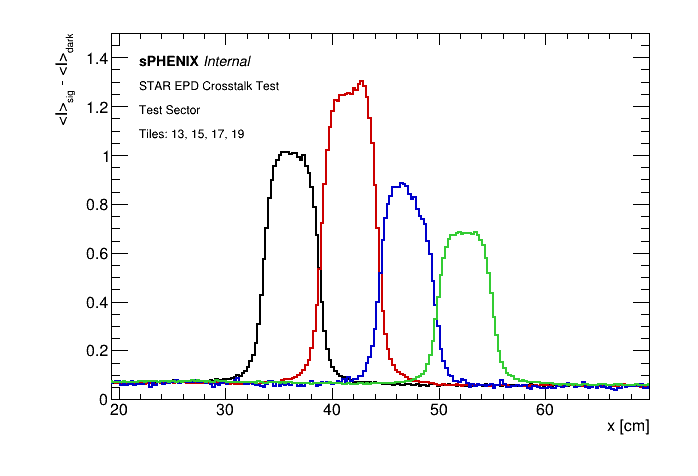 <I>sig - <I>dark
1.4
sPHENIX Internal
STAR EPD Crosstalk Test
1.2
Test Sector
Tiles: 13, 15, 17, 19
1
0.8
0.6
0.4
0.2
0
20 30 40 50 60
x [cm]